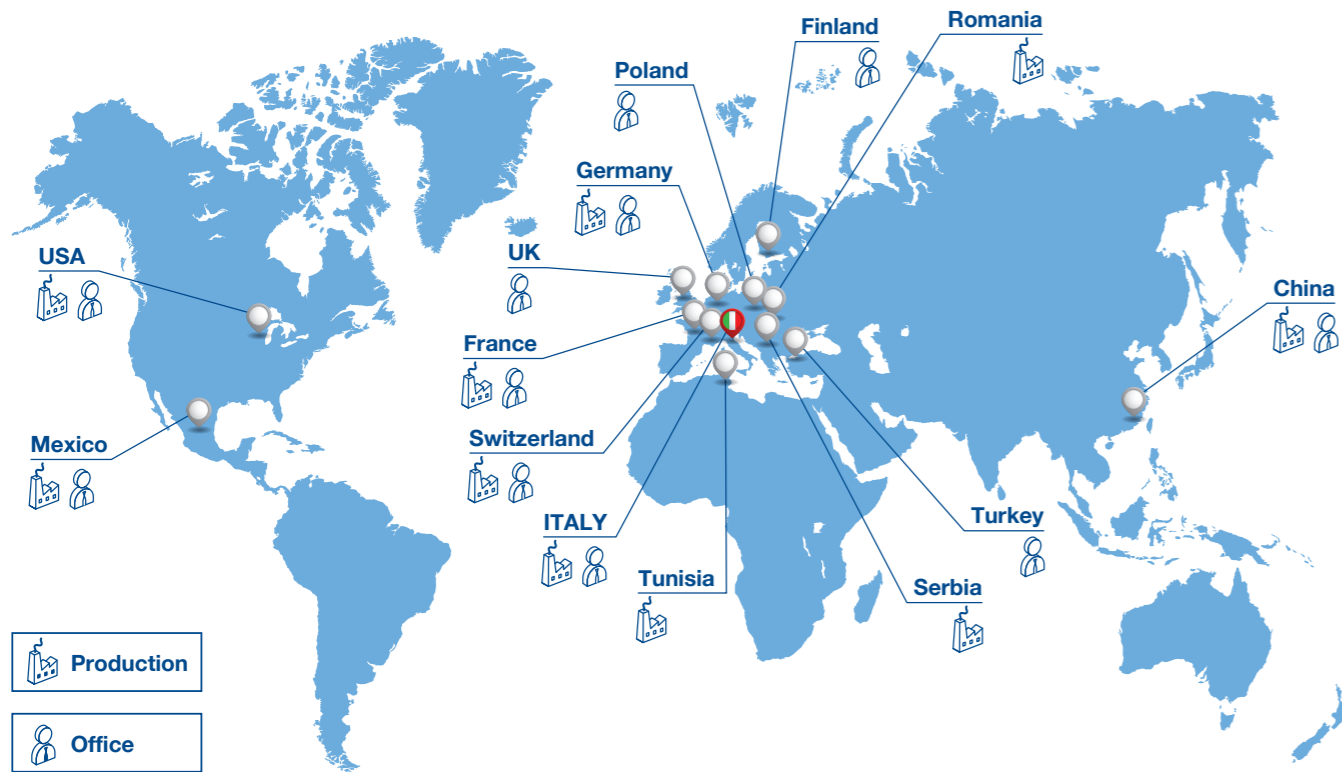 Finland
Romania
Poland
Germany
USA
UK
China
France
Mexico
Switzerland
ITALY
Turkey
Tunisia
Serbia
Production
Office